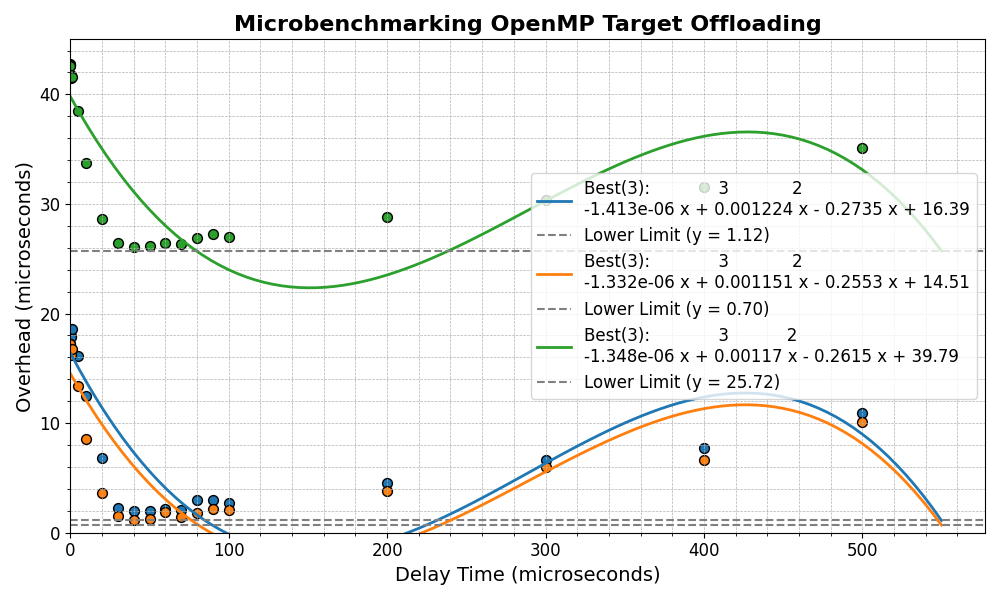 Microbenchmarking OpenMP Target Offloading
Overhead (microseconds)
40
30
20
10
0
Best(3): 3 2
-1.413e-06 x + 0.001224 x - 0.2735 x + 16.39
Lower Limit (y = 1.12)
Best(3): 3 2
-1.332e-06 x + 0.001151 x - 0.2553 x + 14.51
Lower Limit (y = 0.70)
Best(3): 3 2
-1.348e-06 x + 0.00117 x - 0.2615 x + 39.79
Lower Limit (y = 25.72)
0 100 200 300 400 500
Delay Time (microseconds)